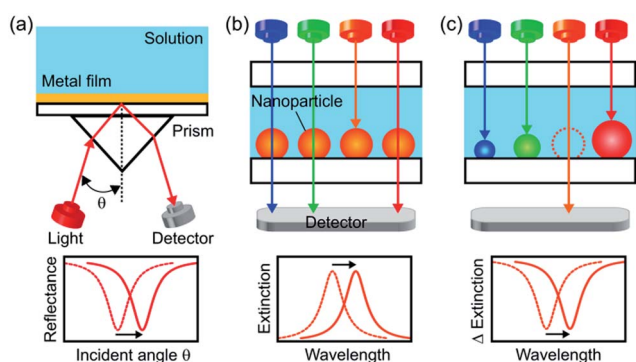 (a)
Solution
Metal film
Prism
θ
Light
Detector
Reflectance
Incident angle θ
(b)
Nanoparticle
Detector
Extinction
Wavelength
(c)
Δ Extinction
Wavelength